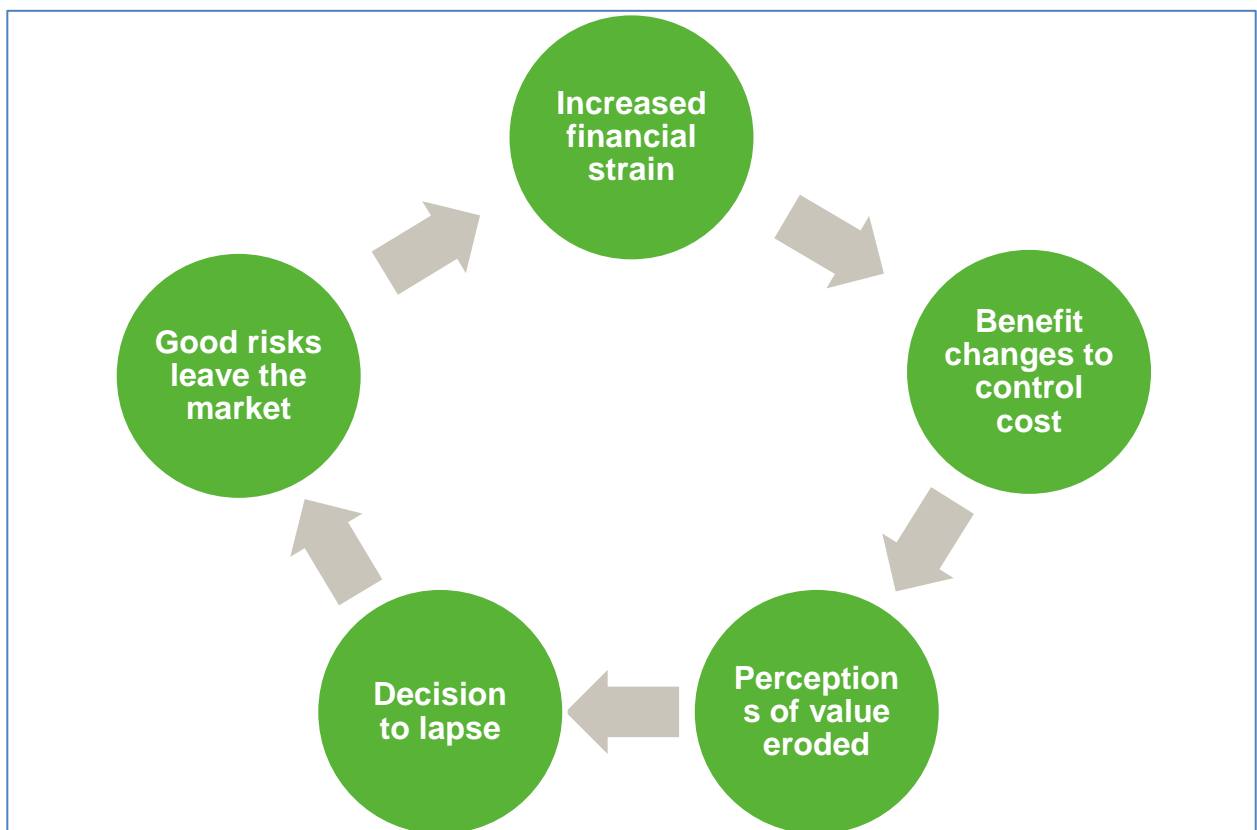 Increased
financial
strain
Benefit
changes to
control
cost
Perception
s of value
eroded
Decision
to lapse
Good risks
leave the
market